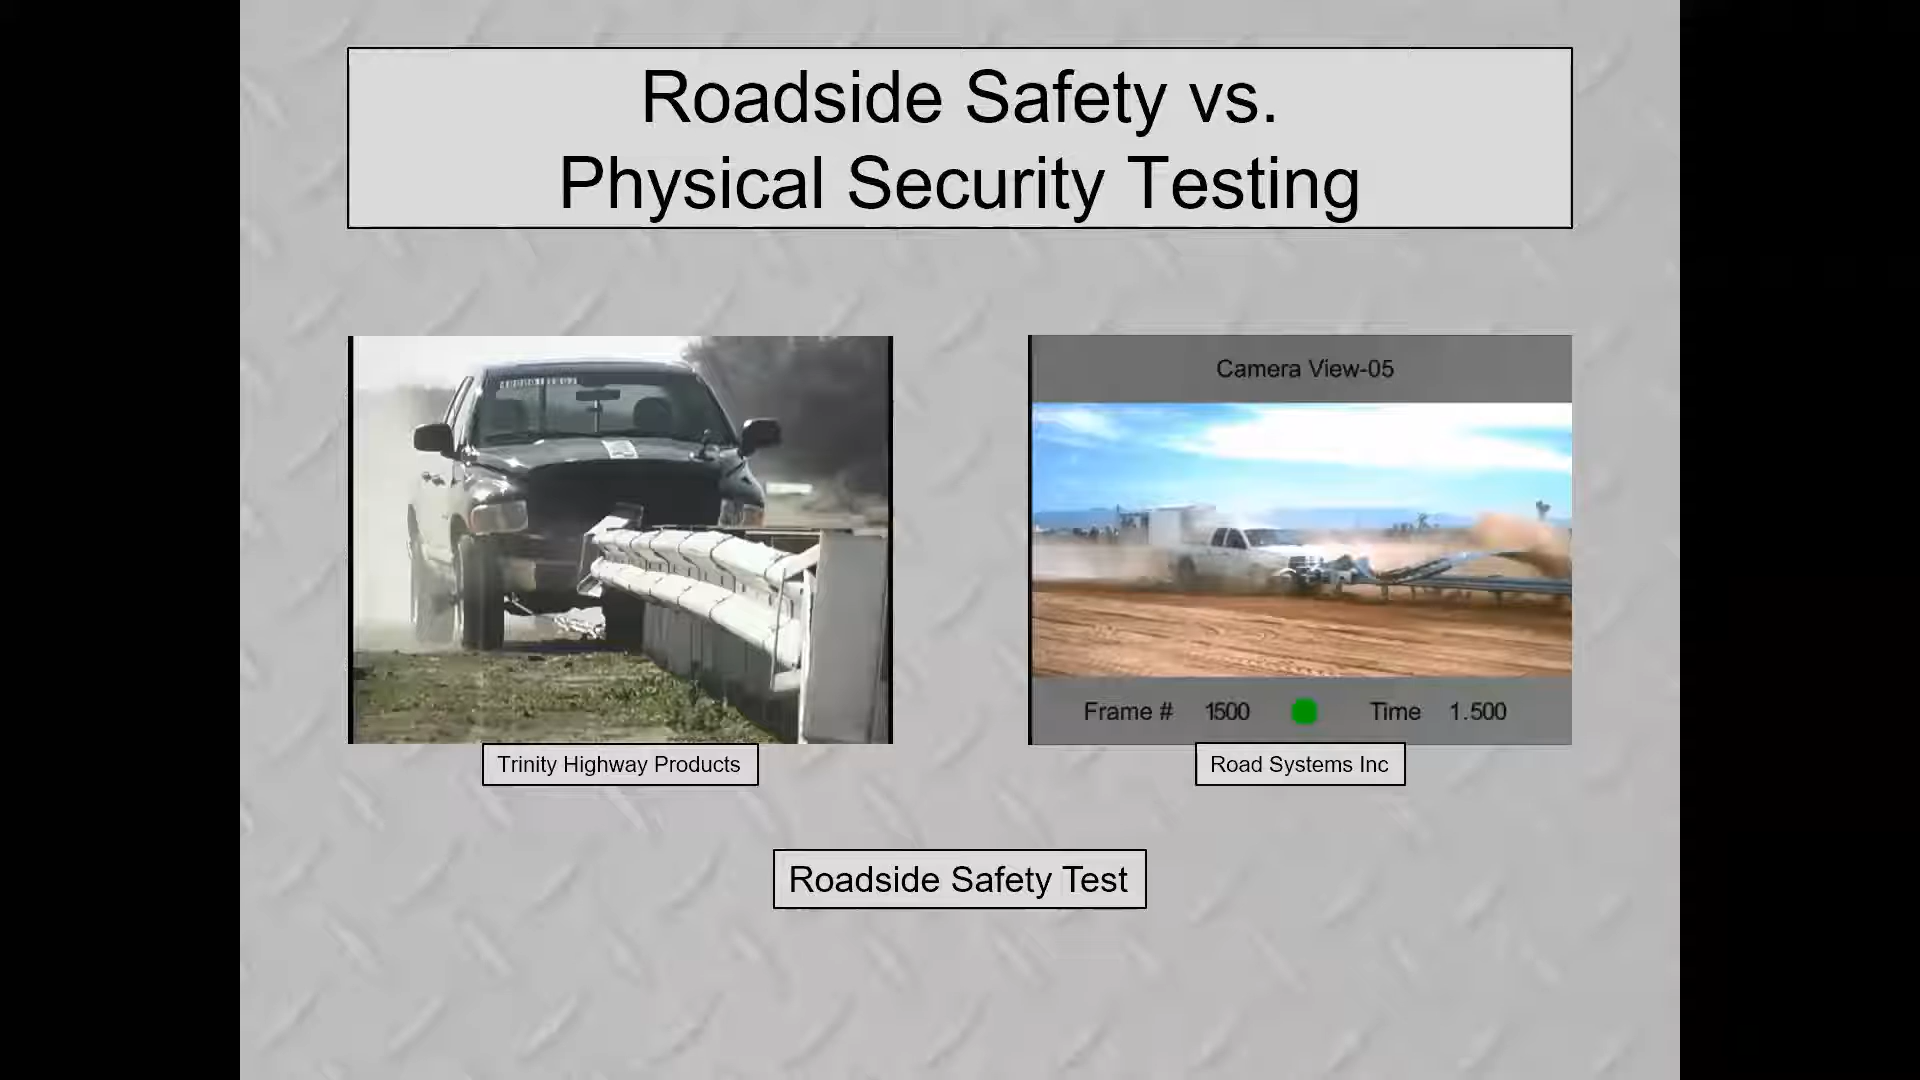 Roadside Safety vs.
Physical Security Testing
Camera View-05
Frame # 1500 Time 1.500
Trinity Highway Products
Road Systems Inc
Roadside Safety Test